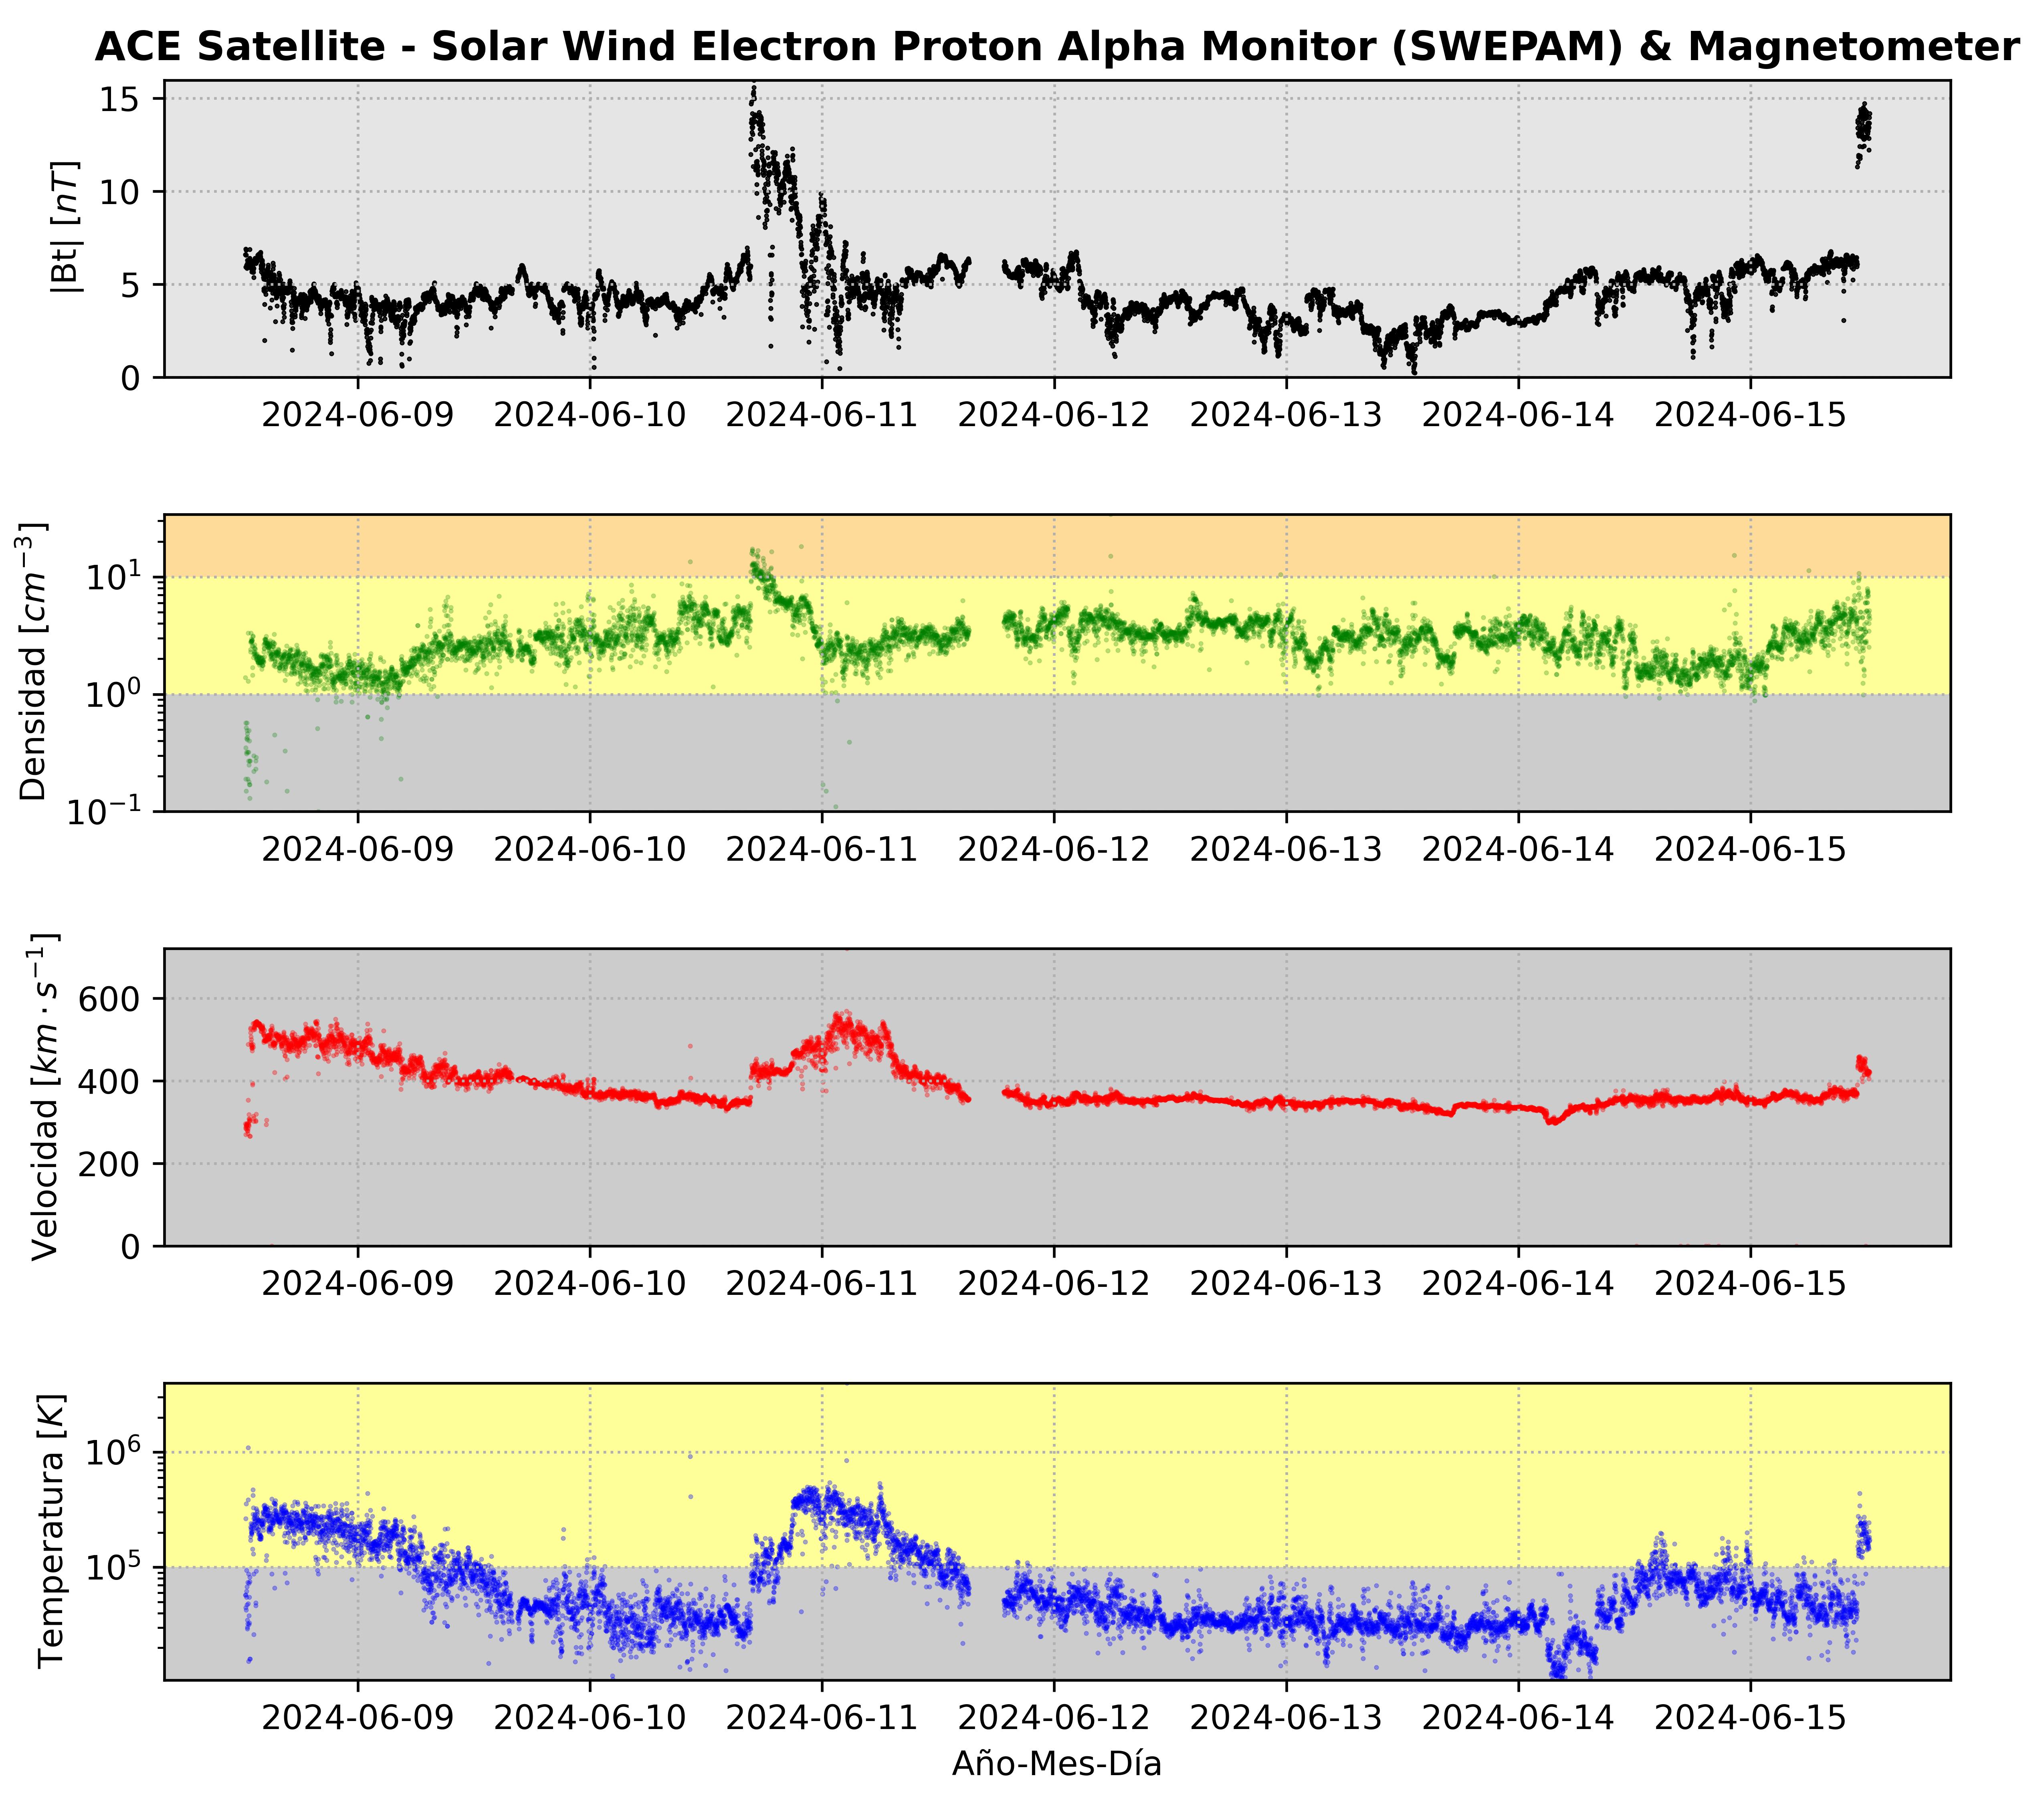 ACE Satellite - Solar Wind Electron Proton Alpha Monitor (SWEPAM) & Magnetometer
|Bt| [nT]
15
10
5
0
2024-06-09 2024-06-10 2024-06-11 2024-06-12 2024-06-13 2024-06-14 2024-06-15
Densidad [cm⁻³]
10¹
10⁰
10⁻¹
2024-06-09 2024-06-10 2024-06-11 2024-06-12 2024-06-13 2024-06-14 2024-06-15
Velocidad [km · s⁻¹]
600
400
200
0
2024-06-09 2024-06-10 2024-06-11 2024-06-12 2024-06-13 2024-06-14 2024-06-15
Temperatura [K]
10⁶
10⁵
2024-06-09 2024-06-10 2024-06-11 2024-06-12 2024-06-13 2024-06-14 2024-06-15
Año-Mes-Día